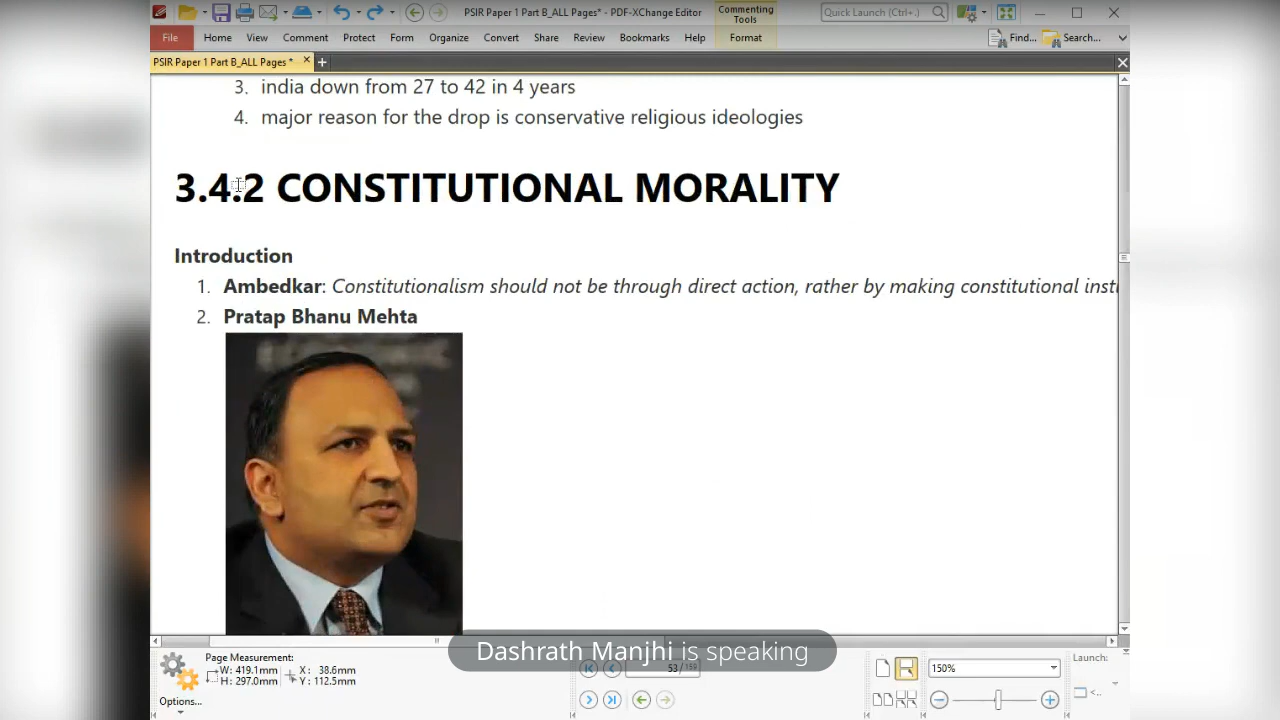 PSIR Paper 1 Part B_ALL Pages* - PDF-XChange Editor
Commenting Tools
Quick Launch (Ctrl+.)
File Home View Comment Protect Form Organize Convert Share Review Bookmarks Help Format
Find... Search...
PSIR Paper 1 Part B_ALL Pages *
3. india down from 27 to 42 in 4 years
4. major reason for the drop is conservative religious ideologies
3.4.2 CONSTITUTIONAL MORALITY
Introduction
1. Ambedkar: Constitutionalism should not be through direct action, rather by making constitutional
2. Pratap Bhanu Mehta
Dashrath Manjhi is speaking
Options...
Page Measurement:
W: 419.1mm X: 38.6mm
H: 297.0mm Y: 112.5mm
53 / 159
150%
Launch: